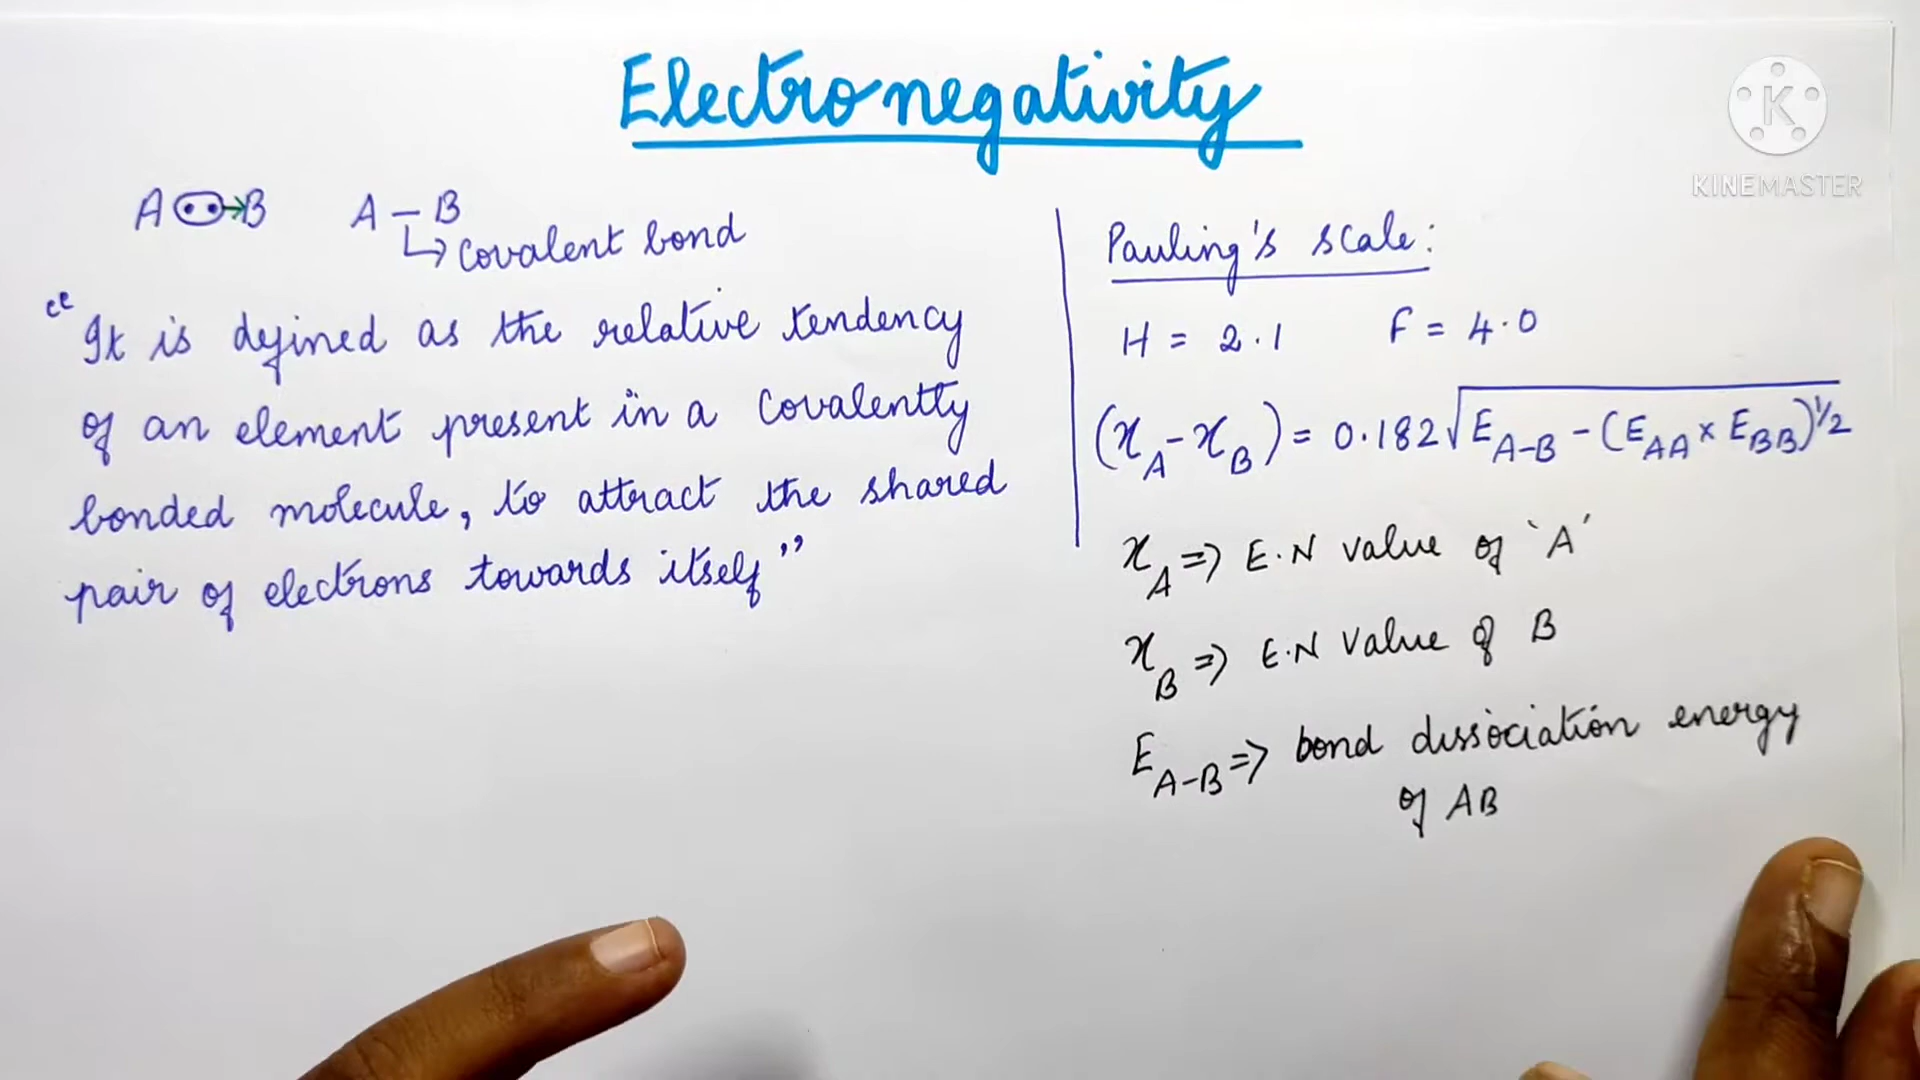 Electronegativity
KINEMASTER
A :→B A – B
↳ Covalent bond
“It is defined as the relative tendency
of an element present in a covalently
bonded molecule, to attract the shared
pair of electrons towards itself”
Pauling's scale:
H = 2.1 F = 4.0
(x_A - x_B) = 0.182 √E_A-B - (E_AA × E_BB)^1/2
x_A => E.N value of 'A'
x_B => E.N value of B
E_A-B => bond dissociation energy
of AB